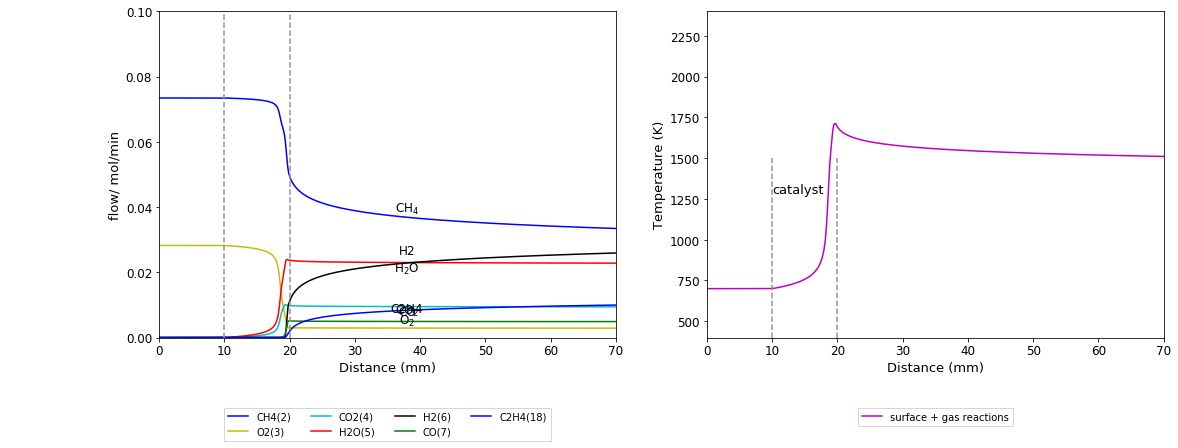 0.10
0.08
0.06
0.04
0.02
0.00
flow/ mol/min
CH4
H2
H2O
C2H4
O2
0 10 20 30 40 50 60 70
Distance (mm)
CH4(2) CO2(4) H2(6) C2H4(18)
O2(3) H2O(5) CO(7)
2250
2000
1750
1500
1250
1000
750
500
Temperature (K)
catalyst
0 10 20 30 40 50 60 70
Distance (mm)
surface + gas reactions